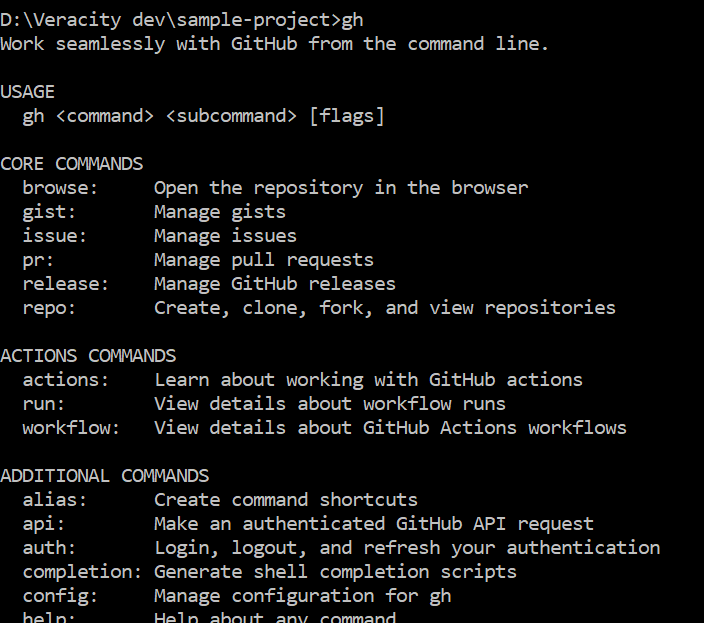 D:\Veracity dev\sample-project>gh
Work seamlessly with GitHub from the command line.
USAGE
gh <command> <subcommand> [flags]
CORE COMMANDS
browse: Open the repository in the browser
gist: Manage gists
issue: Manage issues
pr: Manage pull requests
release: Manage GitHub releases
repo: Create, clone, fork, and view repositories
ACTIONS COMMANDS
actions: Learn about working with GitHub actions
run: View details about workflow runs
workflow: View details about GitHub Actions workflows
ADDITIONAL COMMANDS
alias: Create command shortcuts
api: Make an authenticated GitHub API request
auth: Login, logout, and refresh your authentication
completion: Generate shell completion scripts
config: Manage configuration for gh
help: Help about any command